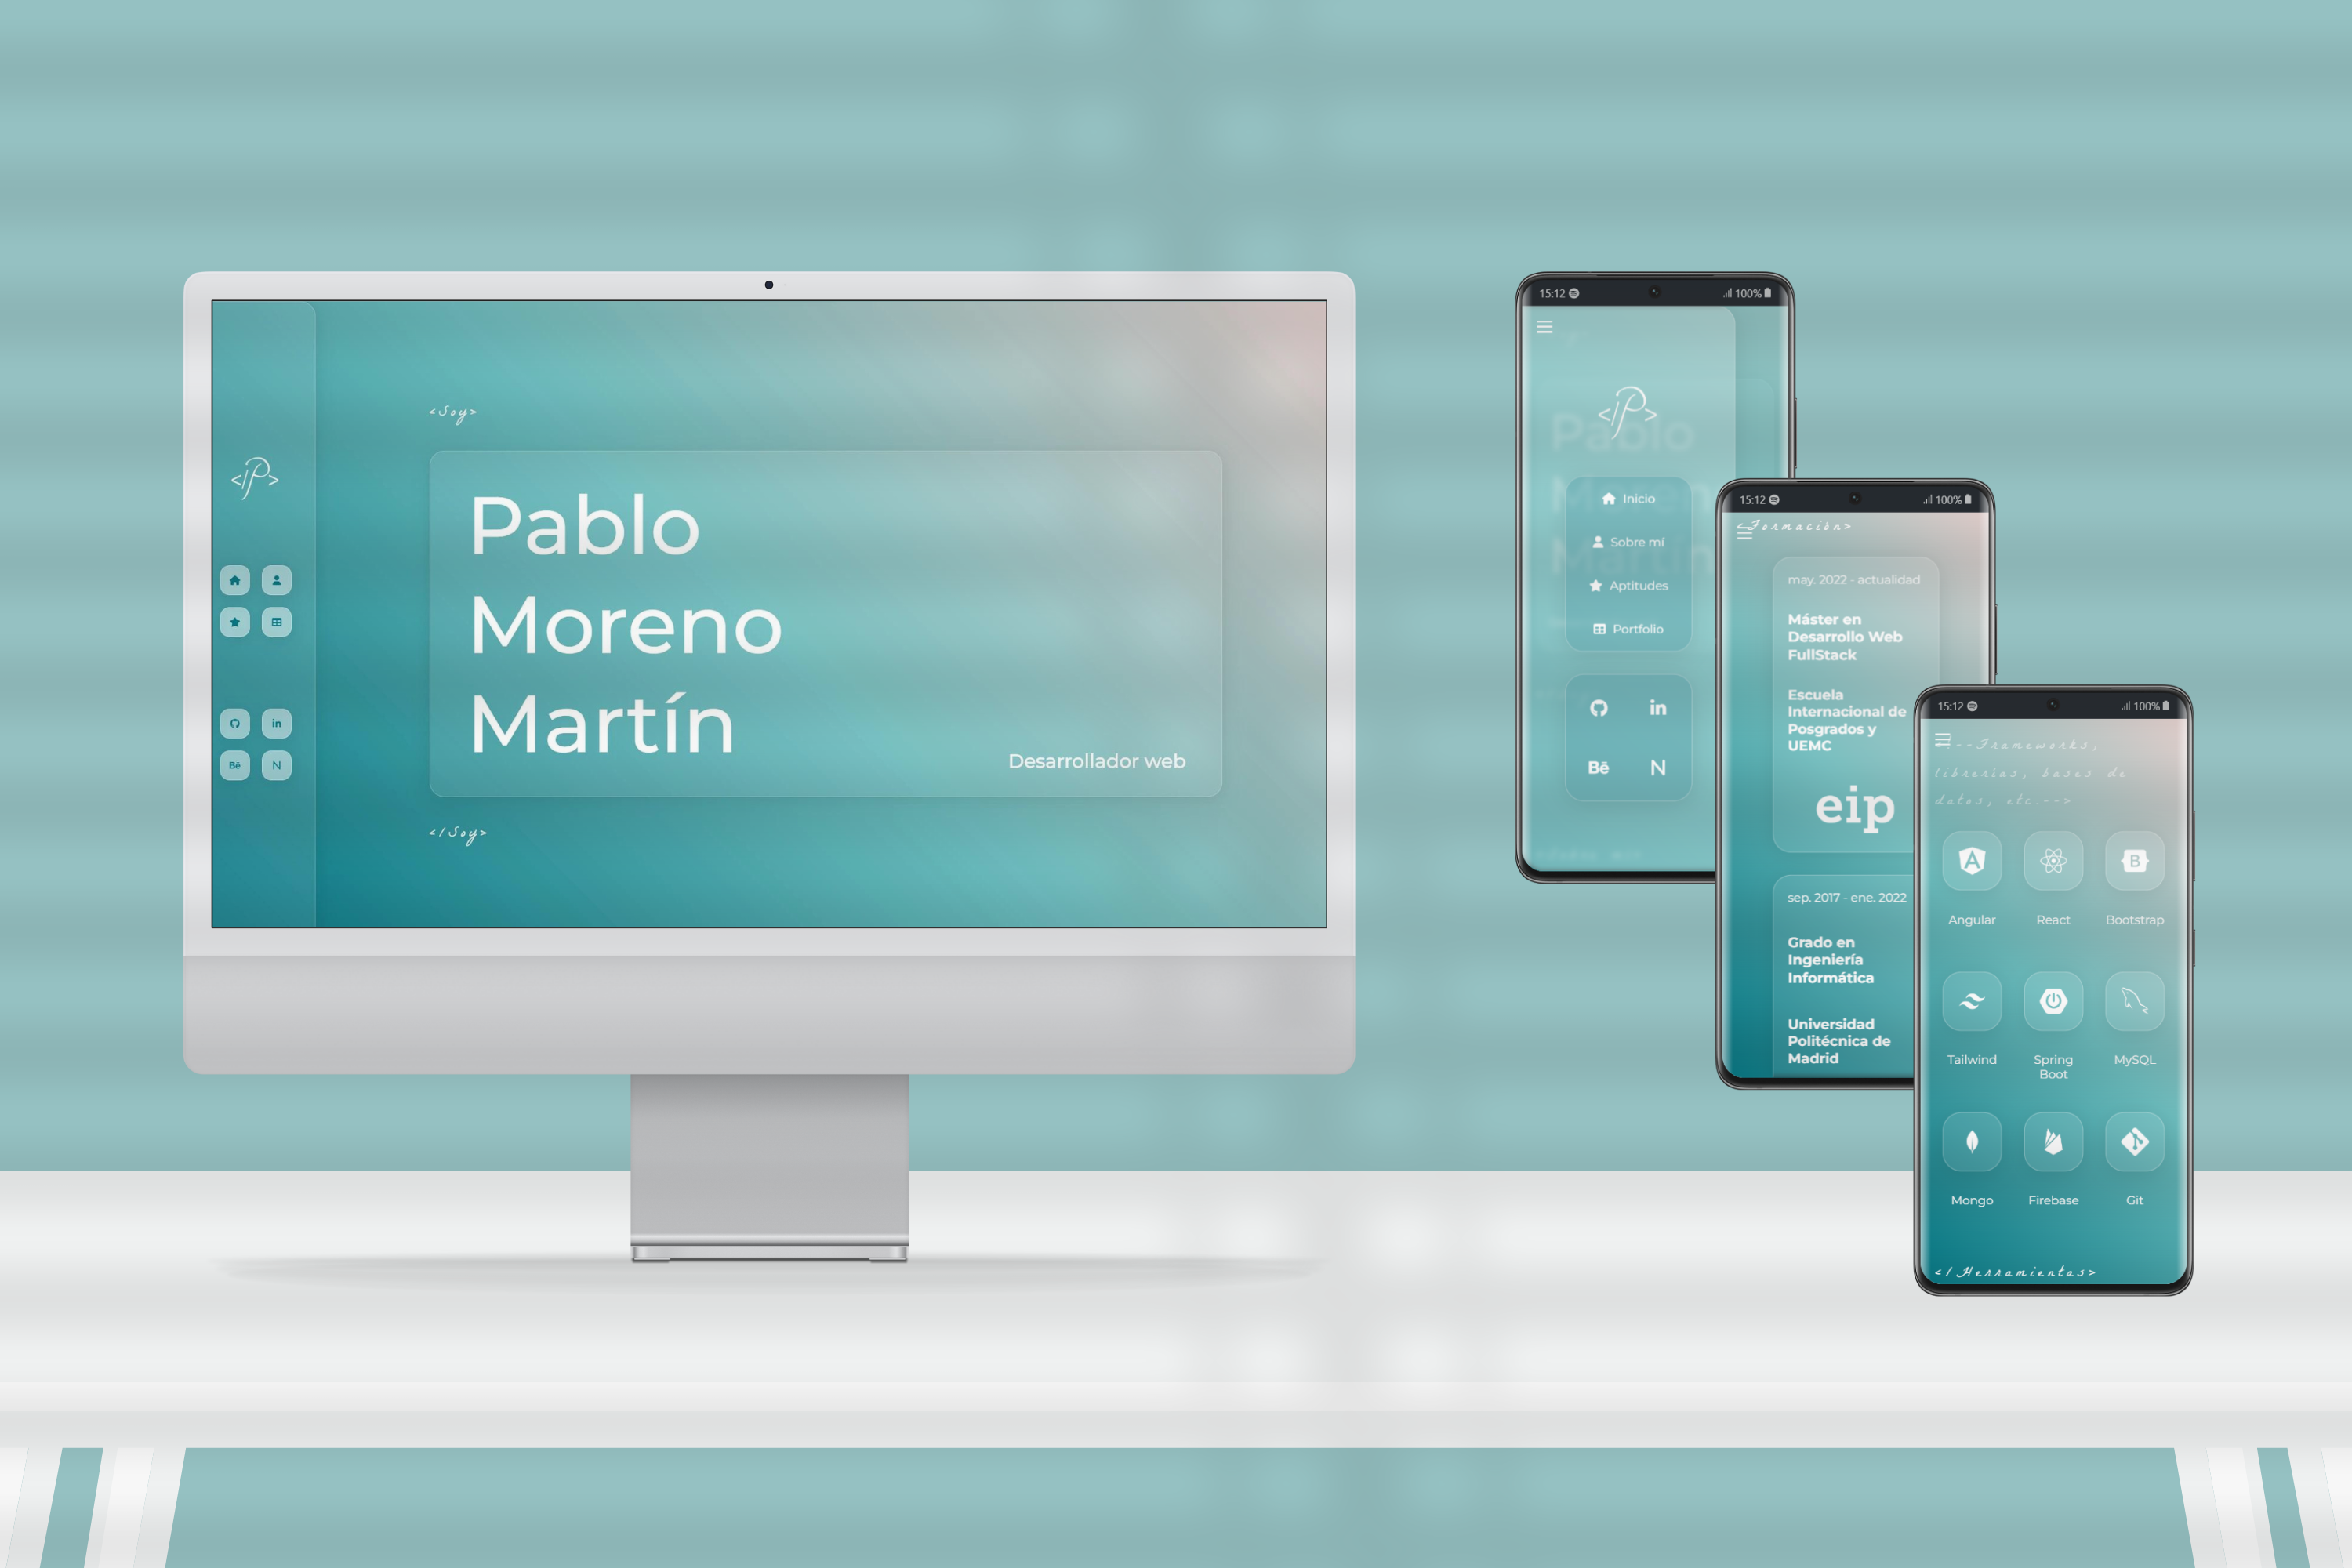 <Soy>
Pablo
Moreno
Martín
Desarrollador web
</Soy>
</P>
Bē
N
in
15:12
100%
</P>
Pablo
Inicio
Sobre mí
Aptitudes
Portfolio
in
Bē
N
15:12
100%
<Formación>
may. 2022 - actualidad
Máster en
Desarrollo Web
FullStack
Escuela
Internacional de
Posgrados y
UEMC
eip
sep. 2017 - ene. 2022
Grado en
Ingeniería
Informática
Universidad
Politécnica de
Madrid
15:12
100%
<!--Frameworks,
librerías, bases de
datos, etc.-->
Angular
React
Bootstrap
Tailwind
Spring
Boot
MySQL
Mongo
Firebase
Git
</Herramientas>